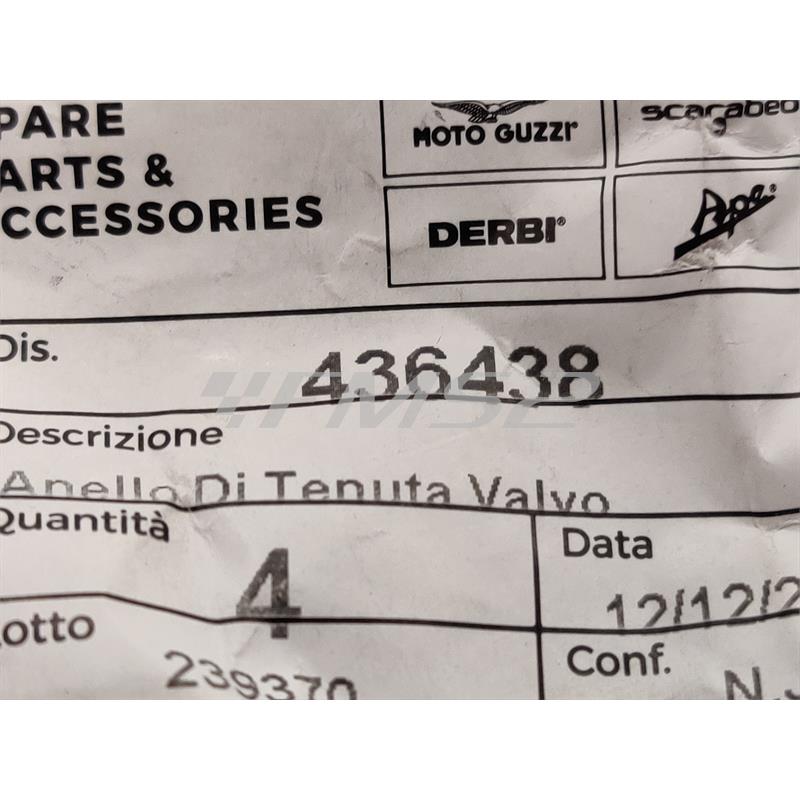 PARE
ARTS &
CCESSORIES
MOTO GUZZI
scarabeo
DERBI®
Ape®
Dis.
436438
Descrizione
Anello Di Tenuta Valvo
Quantità
4
Data
12/12/2
Lotto
239370
Conf.
N.